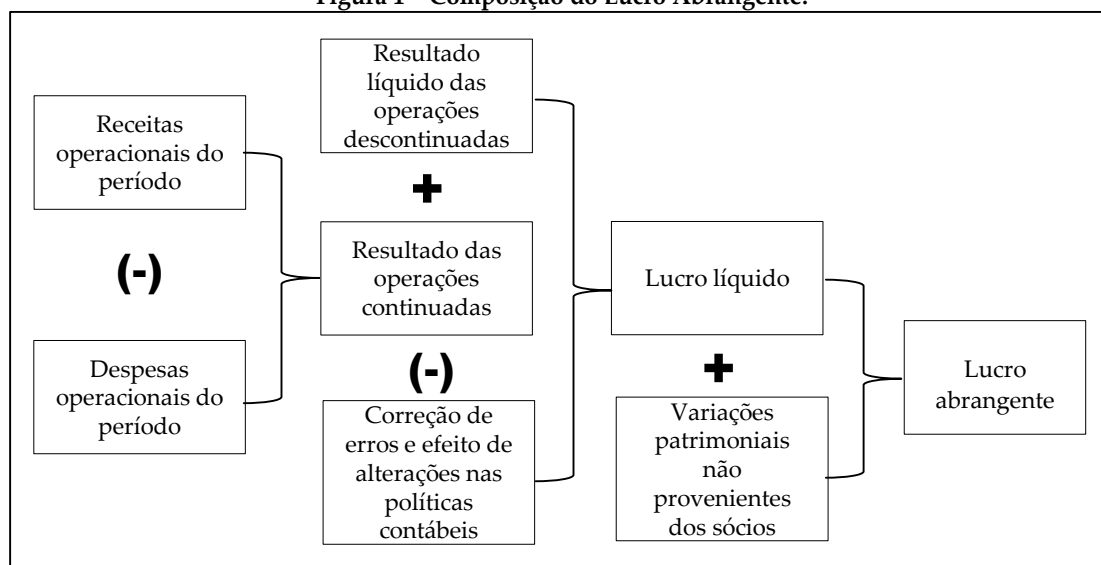 Figura 1 – Composição do Lucro Abrangente.
Receitas
operacionais do
período
(-)
Despesas
operacionais do
período
Resultado
líquido das
operações
descontinuadas
+
Resultado das
operações
continuadas
(-)
Correção de
erros e efeito de
alterações nas
políticas
contábeis
Lucro líquido
+
Variações
patrimoniais
não
provenientes
dos sócios
Lucro
abrangente